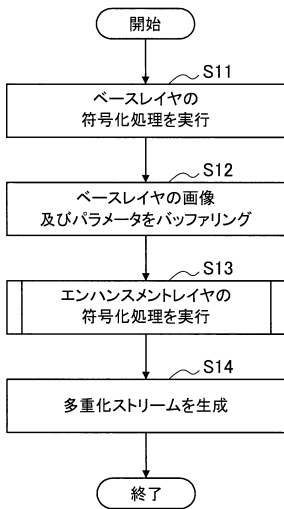 開始
S11
ベースレイヤの
符号化処理を実行
S12
ベースレイヤの画像
及びパラメータをバッファリング
S13
エンハンスメントレイヤの
符号化処理を実行
S14
多重化ストリームを生成
終了